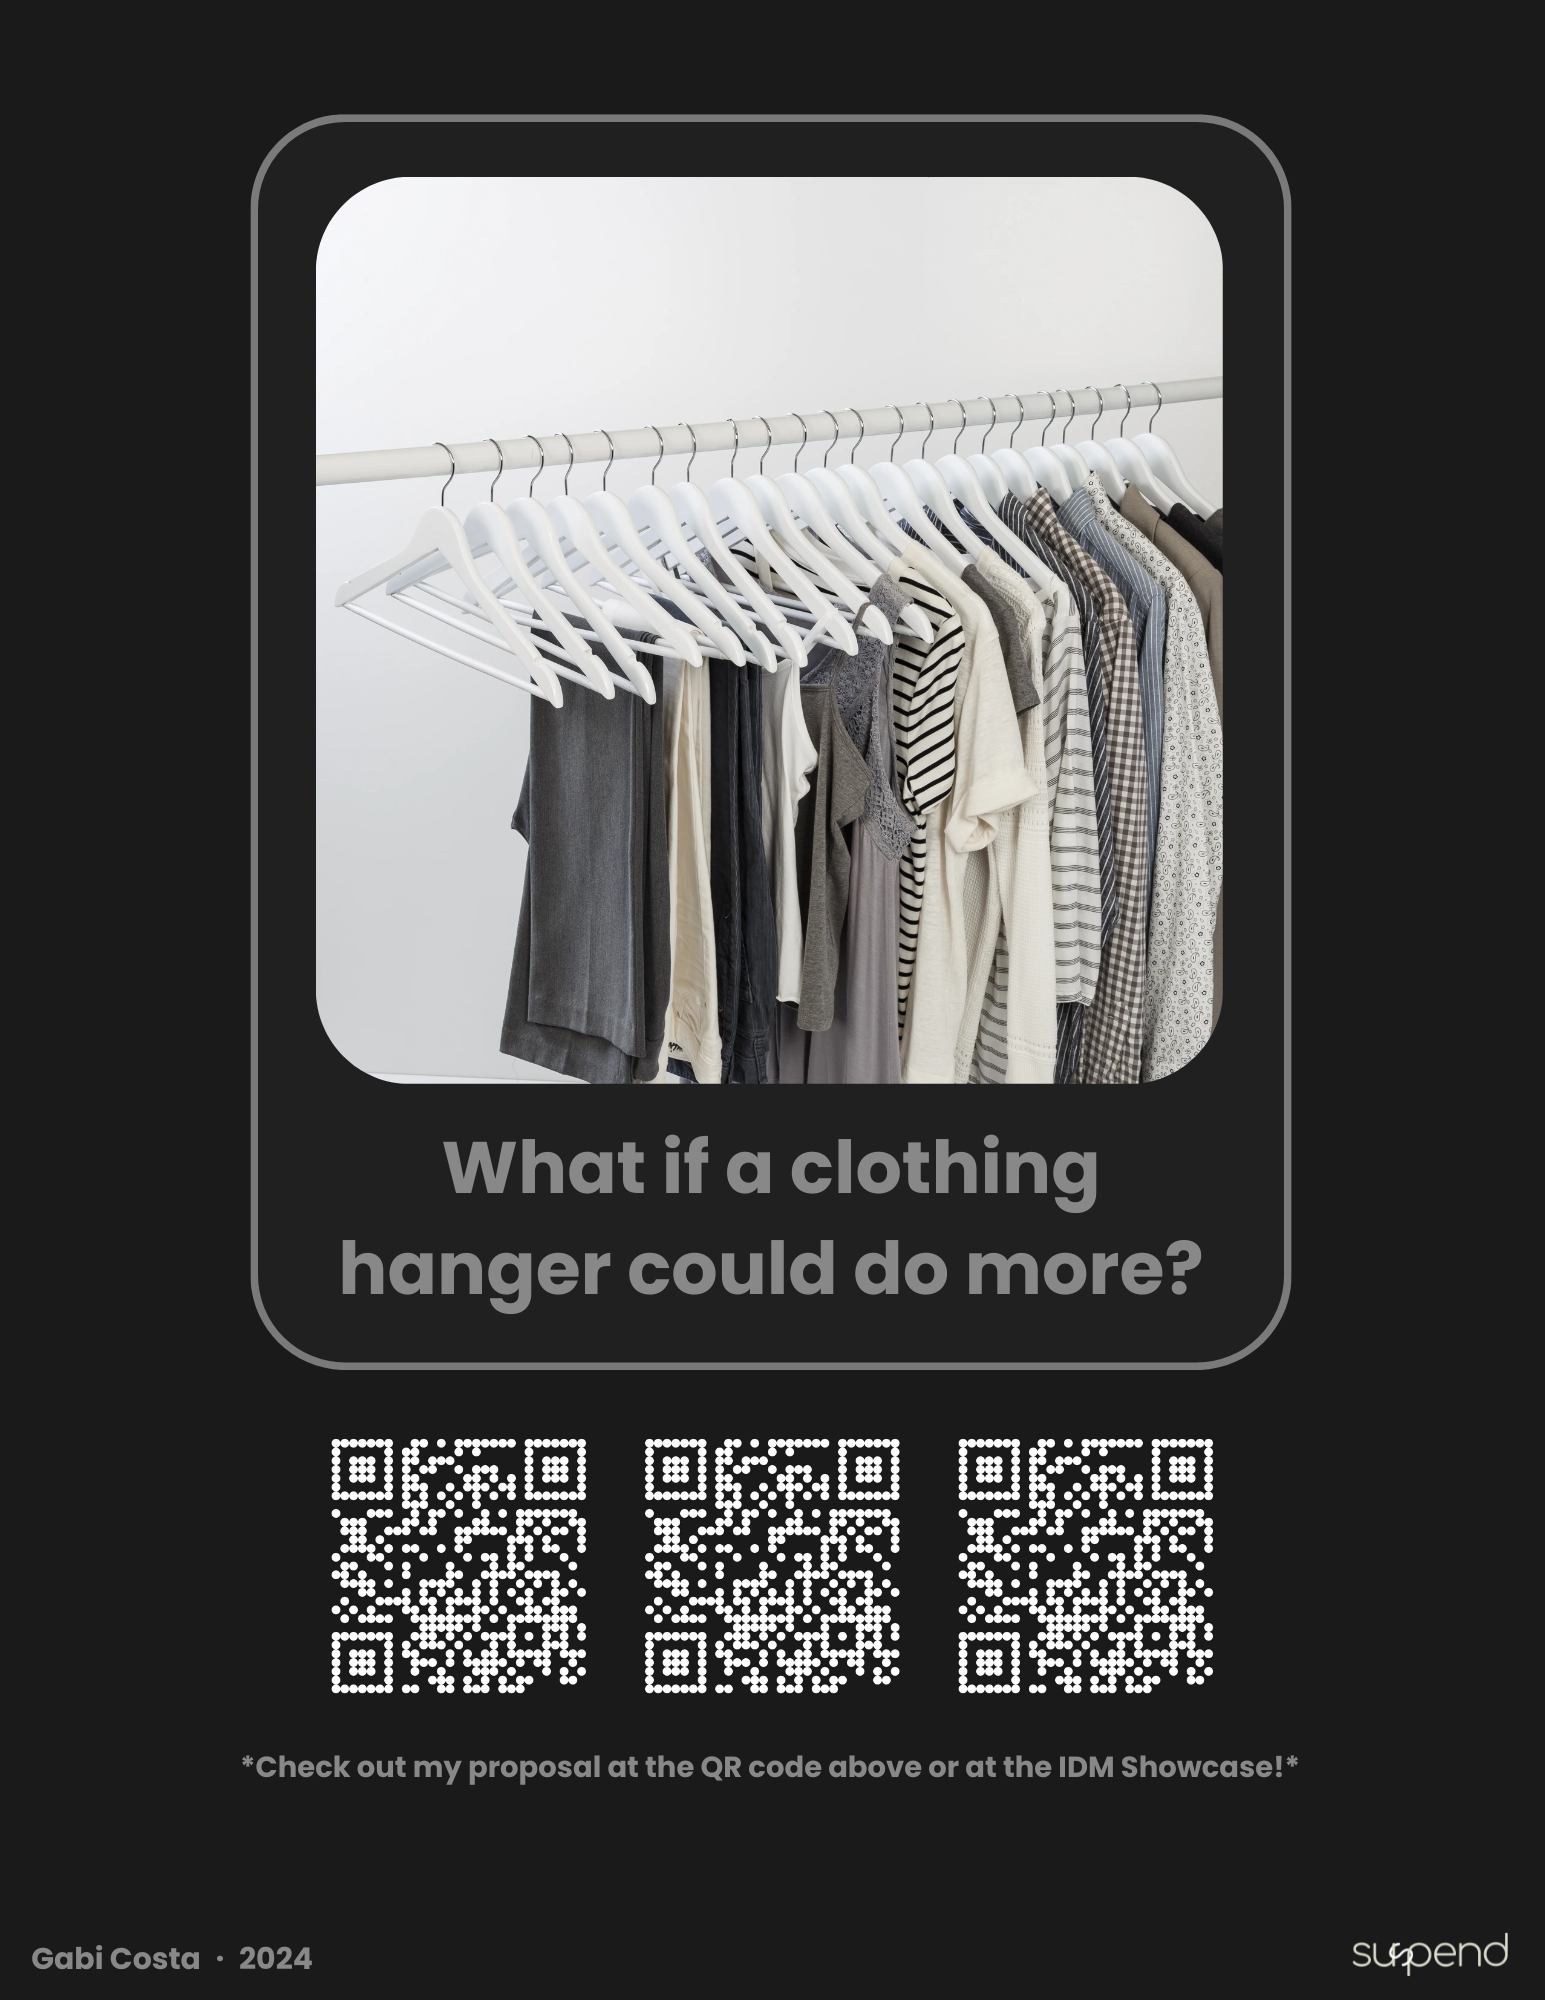 What if a clothing
hanger could do more?
*Check out my proposal at the QR code above or at the IDM Showcase!*
Gabi Costa · 2024
suspend